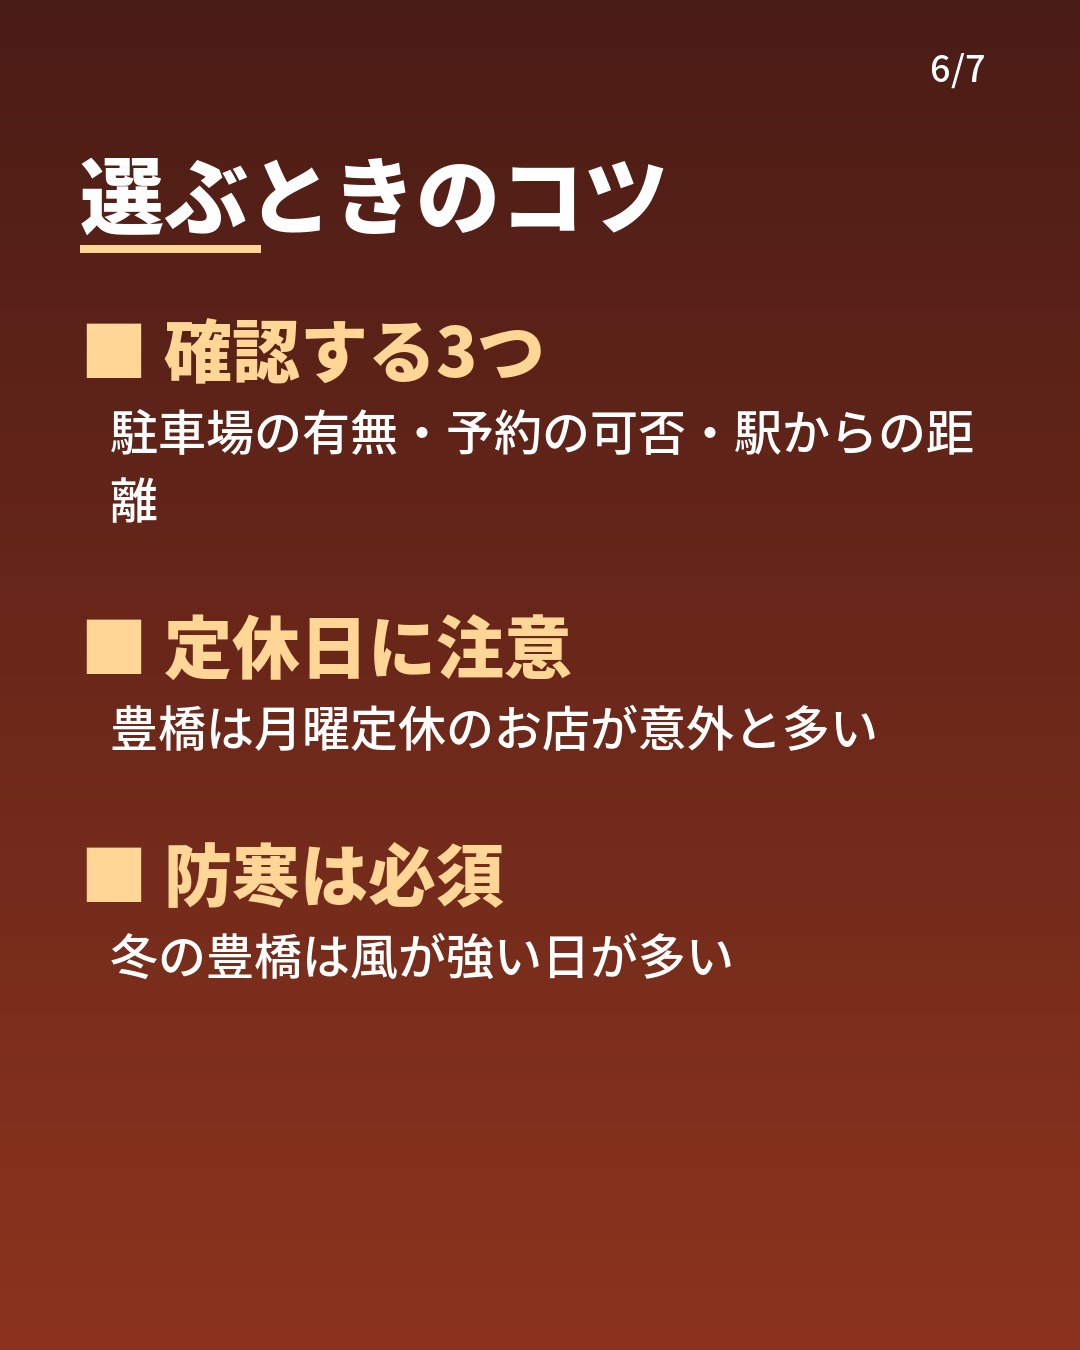 6/7
選ぶときのコツ
■ 確認する3つ
駐車場の有無・予約の可否・駅からの距
離
■ 定休日に注意
豊橋は月曜定休のお店が意外と多い
■ 防寒は必須
冬の豊橋は風が強い日が多い